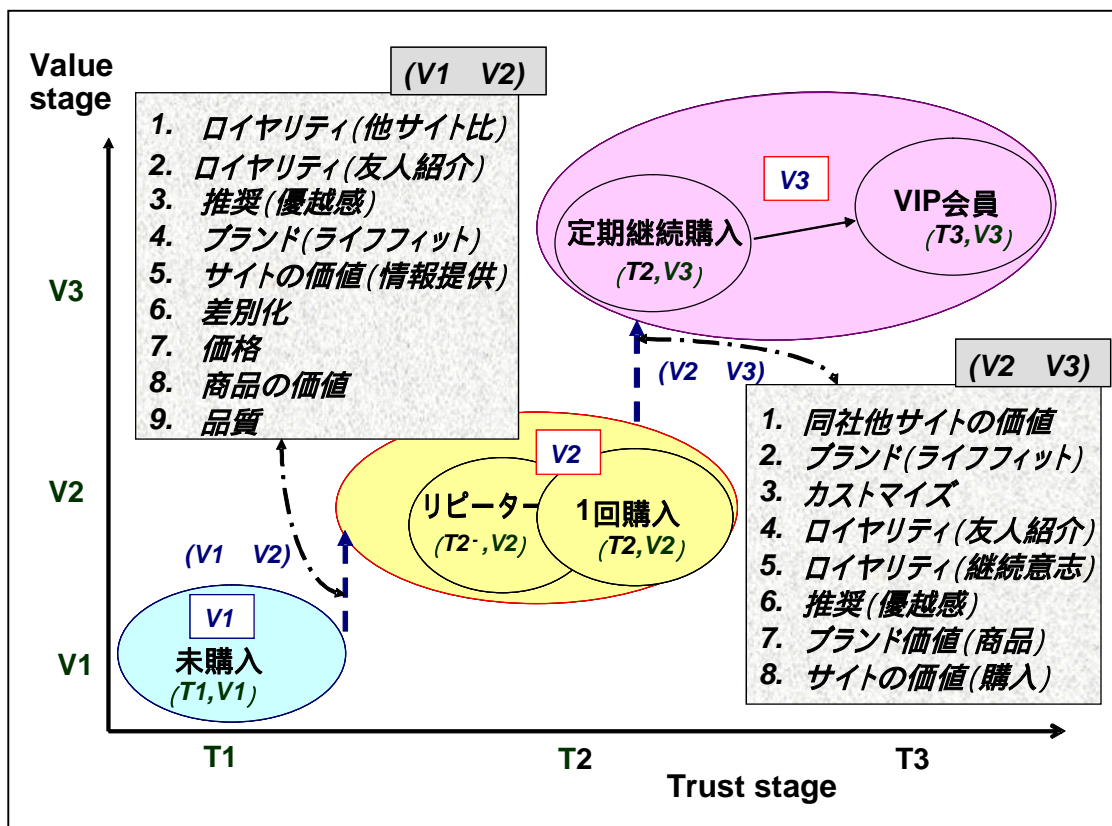 Value
stage
(V1 V2)
1. ロイヤリティ(他サイト比)
2. ロイヤリティ(友人紹介)
3. 推奨(優越感)
4. ブランド(ライフフィット)
5. サイトの価値(情報提供)
6. 差別化
7. 価格
8. 商品の価値
9. 品質
V3
定期継続購入
(T2,V3)
VIP会員
(T3,V3)
V3
(V2 V3)
(V2 V3)
1. 同社他サイトの価値
2. ブランド(ライフフィット)
3. カストマイズ
4. ロイヤリティ(友人紹介)
5. ロイヤリティ(継続意志)
6. 推奨(優越感)
7. ブランド価値(商品)
8. サイトの価値(購入)
V2
V2
リピーター
(T2-,V2)
1回購入
(T2,V2)
(V1 V2)
V1
未購入
(T1,V1)
V1
T1
T2
T3
Trust stage